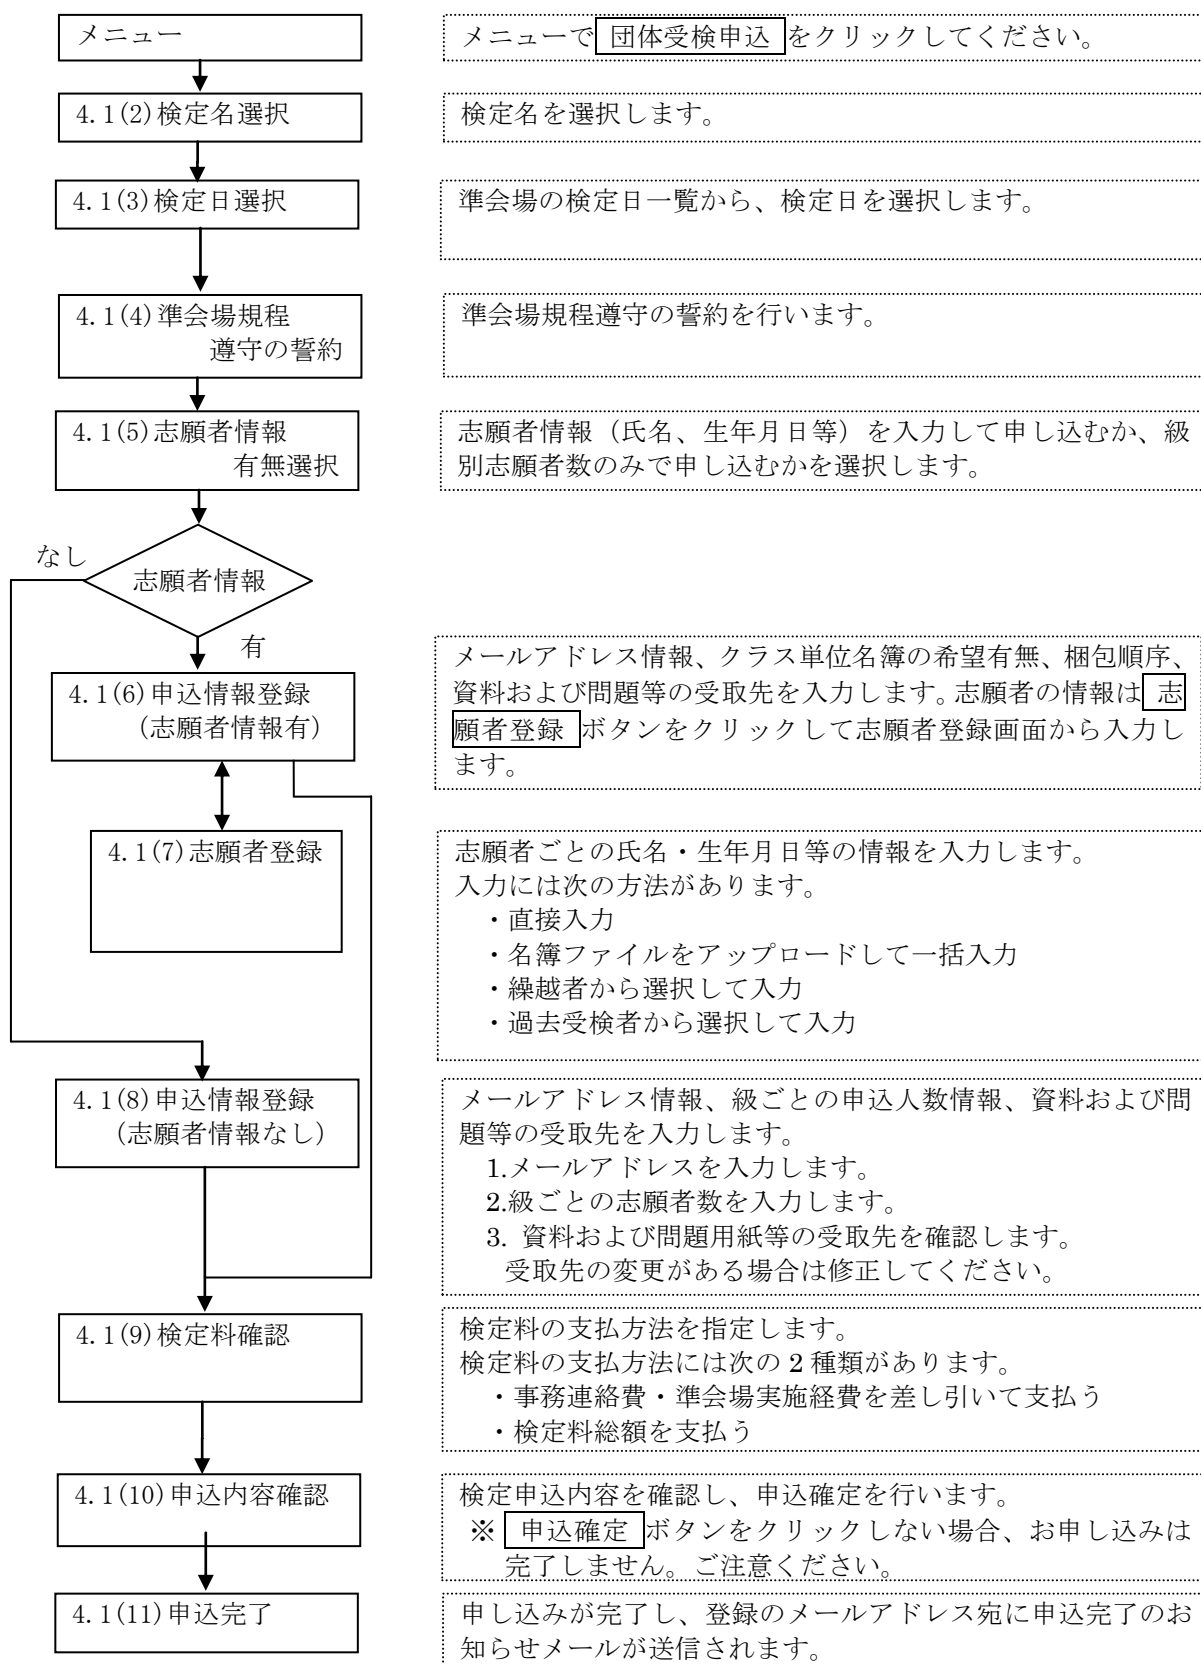 メニュー
メニューで 団体受検申込 をクリックしてください。
4.1(2)検定名選択
検定名を選択します。
4.1(3)検定日選択
準会場の検定日一覧から、検定日を選択します。
4.1(4)準会場規程
遵守の誓約
準会場規程遵守の誓約を行います。
4.1(5)志願者情報
有無選択
志願者情報（氏名、生年月日等）を入力して申し込むか、級
別志願者数のみで申し込むかを選択します。
なし
志願者情報
有
4.1(6)申込情報登録
(志願者情報有)
メールアドレス情報、クラス単位名簿の希望有無、梱包順序、
資料および問題等の受取先を入力します。志願者の情報は 志
願者登録 ボタンをクリックして志願者登録画面から入力し
ます。
4.1(7)志願者登録
志願者ごとの氏名・生年月日等の情報を入力します。
入力には次の方法があります。
・直接入力
・名簿ファイルをアップロードして一括入力
・繰越者から選択して入力
・過去受検者から選択して入力
4.1(8)申込情報登録
(志願者情報なし)
メールアドレス情報、級ごとの申込人数情報、資料および問
題等の受取先を入力します。
1.メールアドレスを入力します。
2.級ごとの志願者数を入力します。
3. 資料および問題用紙等の受取先を確認します。
受取先の変更がある場合は修正してください。
4.1(9)検定料確認
検定料の支払方法を指定します。
検定料の支払方法には次の 2 種類があります。
・事務連絡費・準会場実施経費を差し引いて支払う
・検定料総額を支払う
4.1(10)申込内容確認
検定申込内容を確認し、申込確定を行います。
※ 申込確定 ボタンをクリックしない場合、お申し込みは
完了しません。ご注意ください。
4.1(11)申込完了
申し込みが完了し、登録のメールアドレス宛に申込完了のお
知らせメールが送信されます。